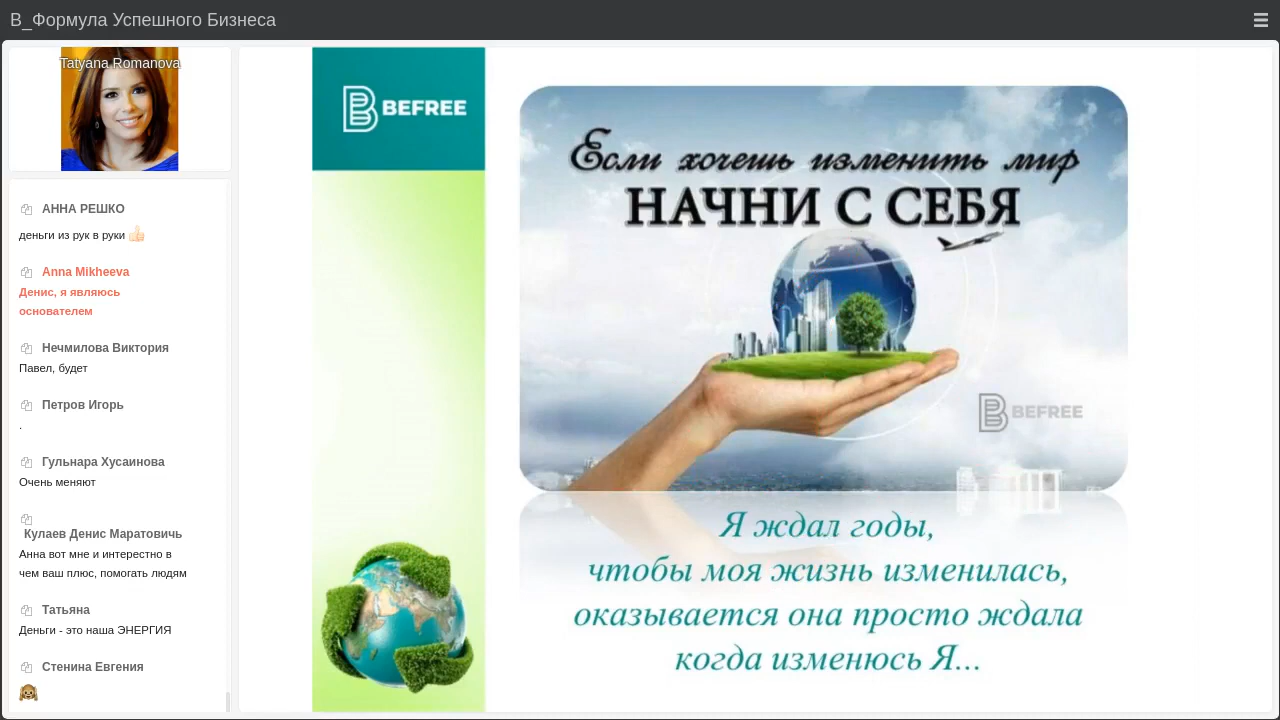 В_Формула Успешного Бизнеса
Tatyana Romanova
АННА РЕШКО
деньги из рук в руки
Anna Mikheeva
Денис, я являюсь
основателем
Нечмилова Виктория
Павел, будет
Петров Игорь
.
Гульнара Хусаинова
Очень меняют
Кулаев Денис Маратовичь
Анна вот мне и интерестно в
чем ваш плюс, помогать людям
Татьяна
Деньги - это наша ЭНЕРГИЯ
Стенина Евгения
BEFREE
Если хочешь изменить мир
НАЧНИ С СЕБЯ
BEFREE
Я ждал годы,
чтобы моя жизнь изменилась,
оказывается она просто ждала
когда изменюсь Я...